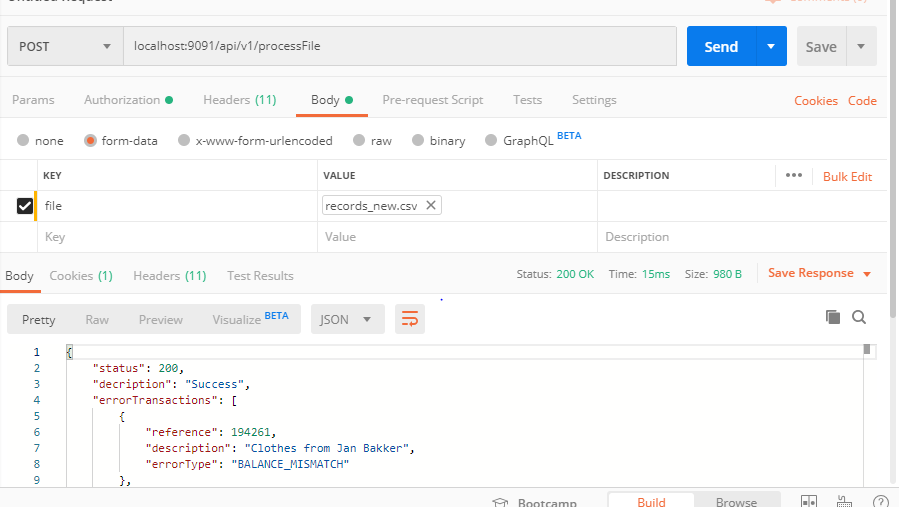 Untitled Request
Comments (0)
POST localhost:9091/api/v1/processFile Send Save
Params Authorization Headers (11) Body Pre-request Script Tests Settings Cookies Code
none form-data x-www-form-urlencoded raw binary GraphQL BETA
KEY VALUE DESCRIPTION ••• Bulk Edit
file records_new.csv ✕
Key Value Description
Body Cookies (1) Headers (11) Test Results Status: 200 OK Time: 15ms Size: 980 B Save Response
Pretty Raw Preview Visualize BETA JSON
1 {
2 "status": 200,
3 "decription": "Success",
4 "errorTransactions": [
5 {
6 "reference": 194261,
7 "description": "Clothes from Jan Bakker",
8 "errorType": "BALANCE_MISMATCH"
9 },
Bootcamp Build Browse ?